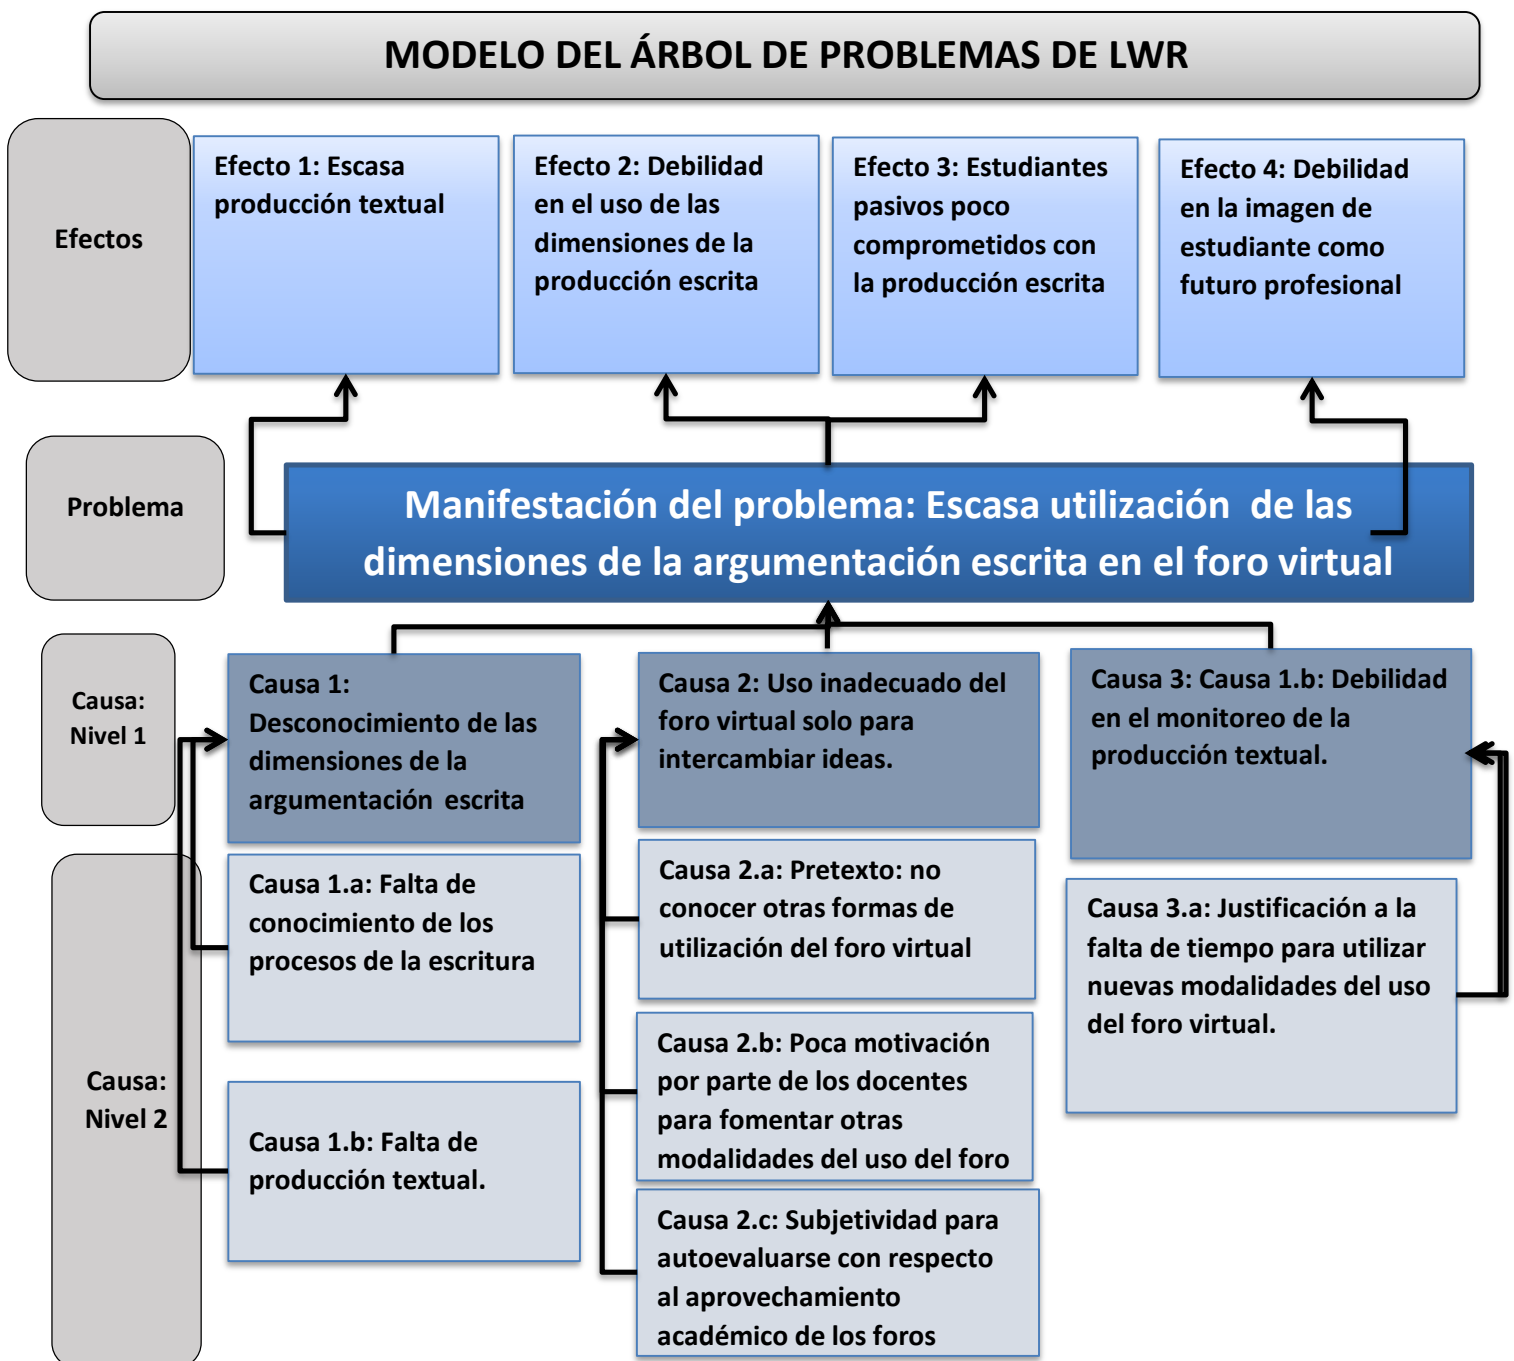 MODELO DEL ÁRBOL DE PROBLEMAS DE LWR
Efectos
Efecto 1: Escasa
producción textual
Efecto 2: Debilidad
en el uso de las
dimensiones de la
producción escrita
Efecto 3: Estudiantes
pasivos poco
comprometidos con
la producción escrita
Efecto 4: Debilidad
en la imagen de
estudiante como
futuro profesional
Problema
Manifestación del problema: Escasa utilización de las
dimensiones de la argumentación escrita en el foro virtual
Causa:
Nivel 1
Causa 1:
Desconocimiento de las
dimensiones de la
argumentación escrita
Causa 2: Uso inadecuado del
foro virtual solo para
intercambiar ideas.
Causa 3: Causa 1.b: Debilidad
en el monitoreo de la
producción textual.
Causa:
Nivel 2
Causa 1.a: Falta de
conocimiento de los
procesos de la escritura
Causa 1.b: Falta de
producción textual.
Causa 2.a: Pretexto: no
conocer otras formas de
utilización del foro virtual
Causa 2.b: Poca motivación
por parte de los docentes
para fomentar otras
modalidades del uso del foro
Causa 2.c: Subjetividad para
autoevaluarse con respecto
al aprovechamiento
académico de los foros
Causa 3.a: Justificación a la
falta de tiempo para utilizar
nuevas modalidades del uso
del foro virtual.